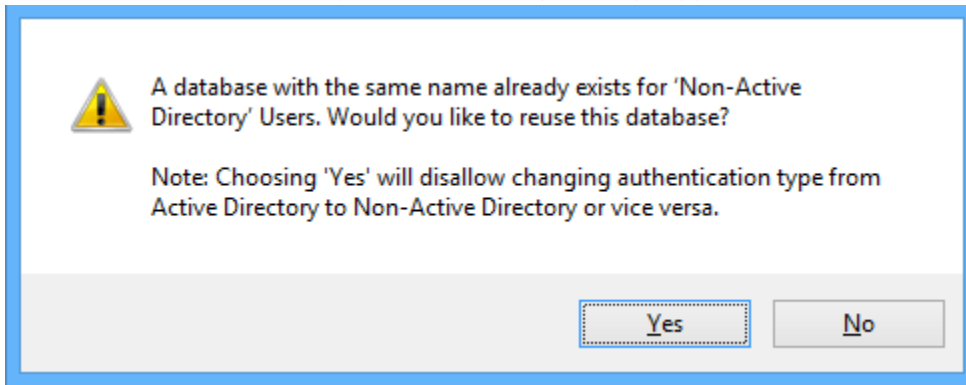 A database with the same name already exists for ‘Non-Active
Directory’ Users. Would you like to reuse this database?
Note: Choosing 'Yes' will disallow changing authentication type from
Active Directory to Non-Active Directory or vice versa.
Yes
No